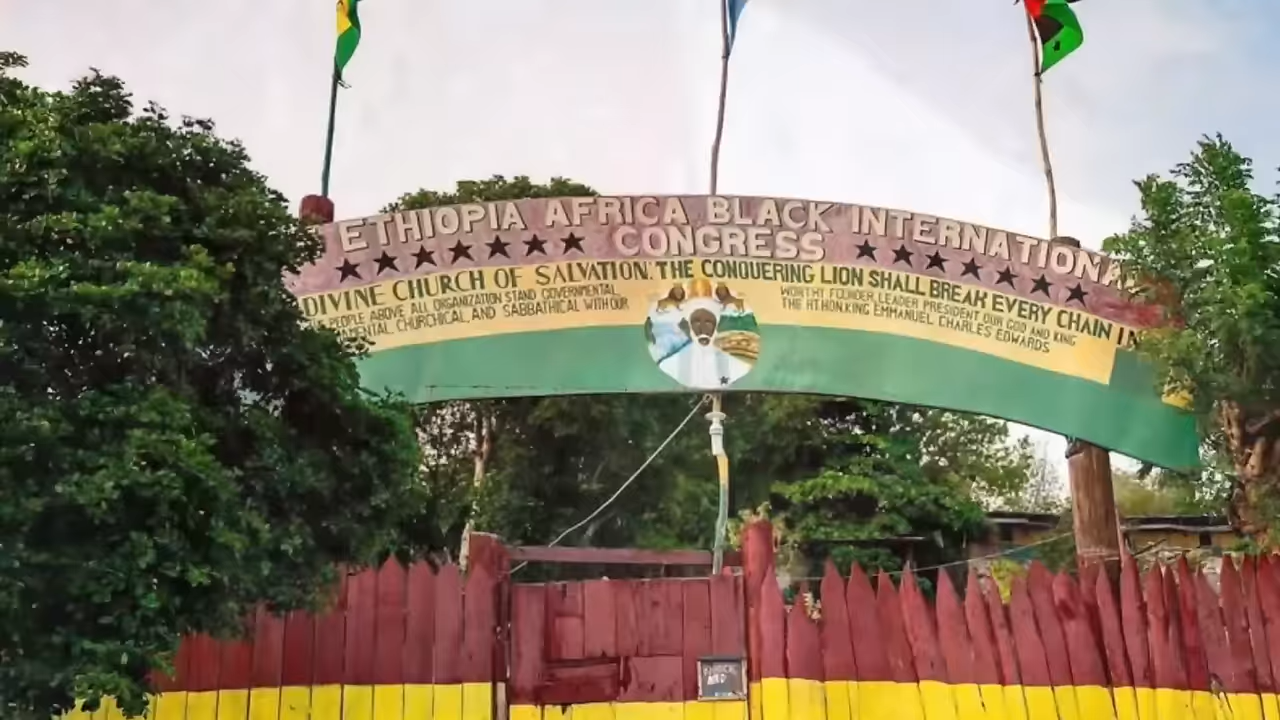 ETHIOPIA AFRICA BLACK INTERNATIONAL
CONGRESS
DIVINE CHURCH OF SALVATION. THE CONQUERING LION SHALL BREAK EVERY CHAIN IN
PEOPLE ABOVE ALL ORGANIZATION STAND GOVERNMENTAL
CHURCHICAL, AND SABBATHICAL WITH OUR
WORTHY FOUNDER, LEADER PRESIDENT OUR GOD AND KING
THE RT.HON.KING EMMANUEL CHARLES EDWARDS